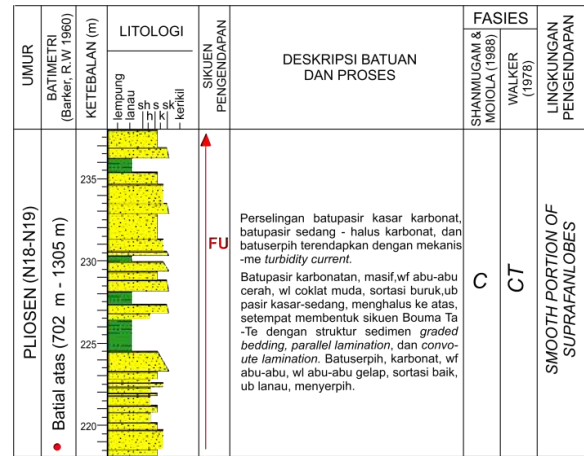 UMUR
BATIMETRI
(Barker, R.W 1960)
KETEBALAN (m)
LITOLOGI
lempung
lanau
sh
h
s
k
sk
kerikil
SIKUEN
PENGENDAPAN
DESKRIPSI BATUAN
DAN PROSES
FASIES
SHANMUGAM &
MOIOLA (1988)
WALKER
(1978)
LINGKUNGAN
PENGENDAPAN
PLIOSEN (N18-N19)
Batial atas (702 m - 1305 m)
235
230
225
220
FU
Perselingan batupasir kasar karbonat,
batupasir sedang - halus karbonat, dan
batuserpih terendapkan dengan mekanis
-me turbidity current.
Batupasir karbonatan, masif,wf abu-abu
cerah, wl coklat muda, sortasi buruk,ub
pasir kasar-sedang, menghalus ke atas,
setempat membentuk sikuen Bouma Ta
-Te dengan struktur sedimen graded
bedding, parallel lamination, dan convo-
ute lamination. Batuserpih, karbonat, wf
abu-abu, wl abu-abu gelap, sortasi baik,
ub lanau, menyerpih.
C
CT
SMOOTH PORTION OF
SUPRAFANLOBES